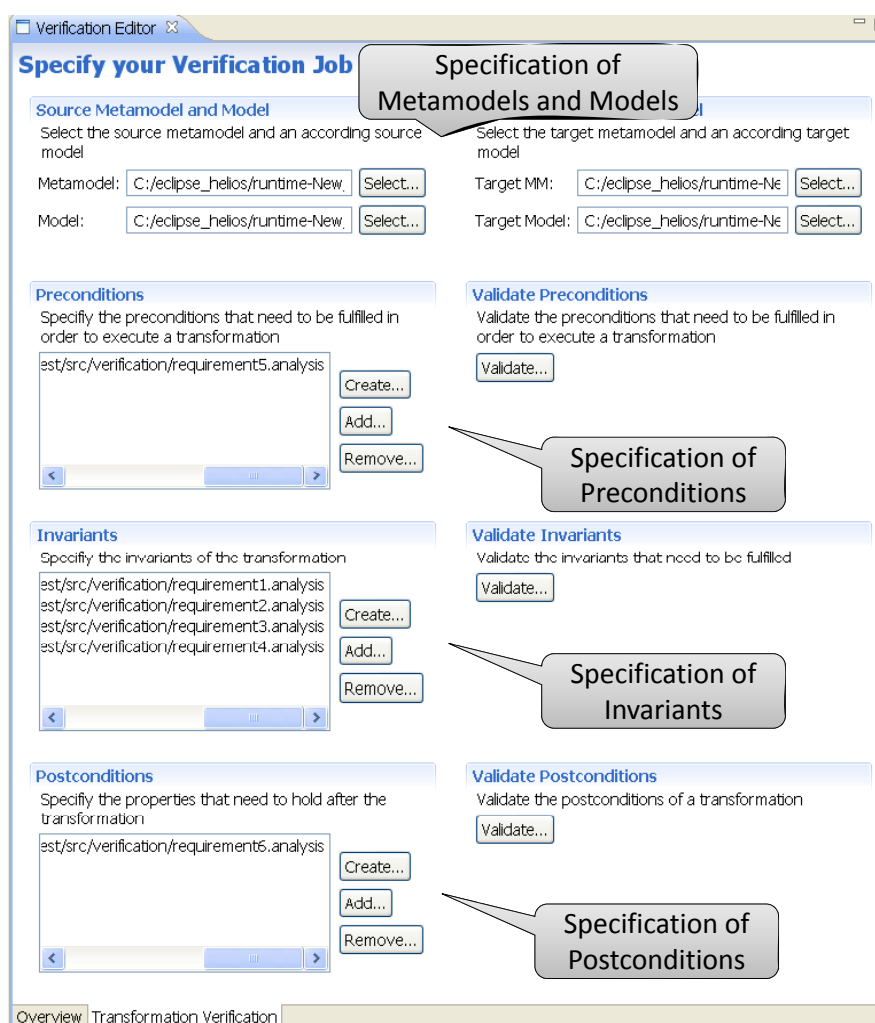 Verification Editor
Specify your Verification Job
Specification of
Metamodels and Models
Source Metamodel and Model
Select the source metamodel and an according source
model
Metamodel: C:/eclipse_helios/runtime-New_ Select...
Model: C:/eclipse_helios/runtime-New_ Select...
Select the target metamodel and an according target
model
Target MM: C:/eclipse_helios/runtime-Ne Select...
Target Model: C:/eclipse_helios/runtime-Ne Select...
Preconditions
Specify the preconditions that need to be fulfilled in
order to execute a transformation
est/src/verification/requirement5.analysis
Create...
Add...
Remove...
Validate Preconditions
Validate the preconditions that need to be fulfilled in
order to execute a transformation
Validate...
Specification of
Preconditions
Invariants
Specifiy the invariants of the transformation
est/src/verification/requirement1.analysis
est/src/verification/requirement2.analysis
est/src/verification/requirement3.analysis
est/src/verification/requirement4.analysis
Create...
Add...
Remove...
Validate Invariants
Validate the invariants that need to be fulfilled
Validate...
Specification of
Invariants
Postconditions
Specify the properties that need to hold after the
transformation
est/src/verification/requirement6.analysis
Create...
Add...
Remove...
Validate Postconditions
Validate the postconditions of a transformation
Validate...
Specification of
Postconditions
Overview Transformation Verification